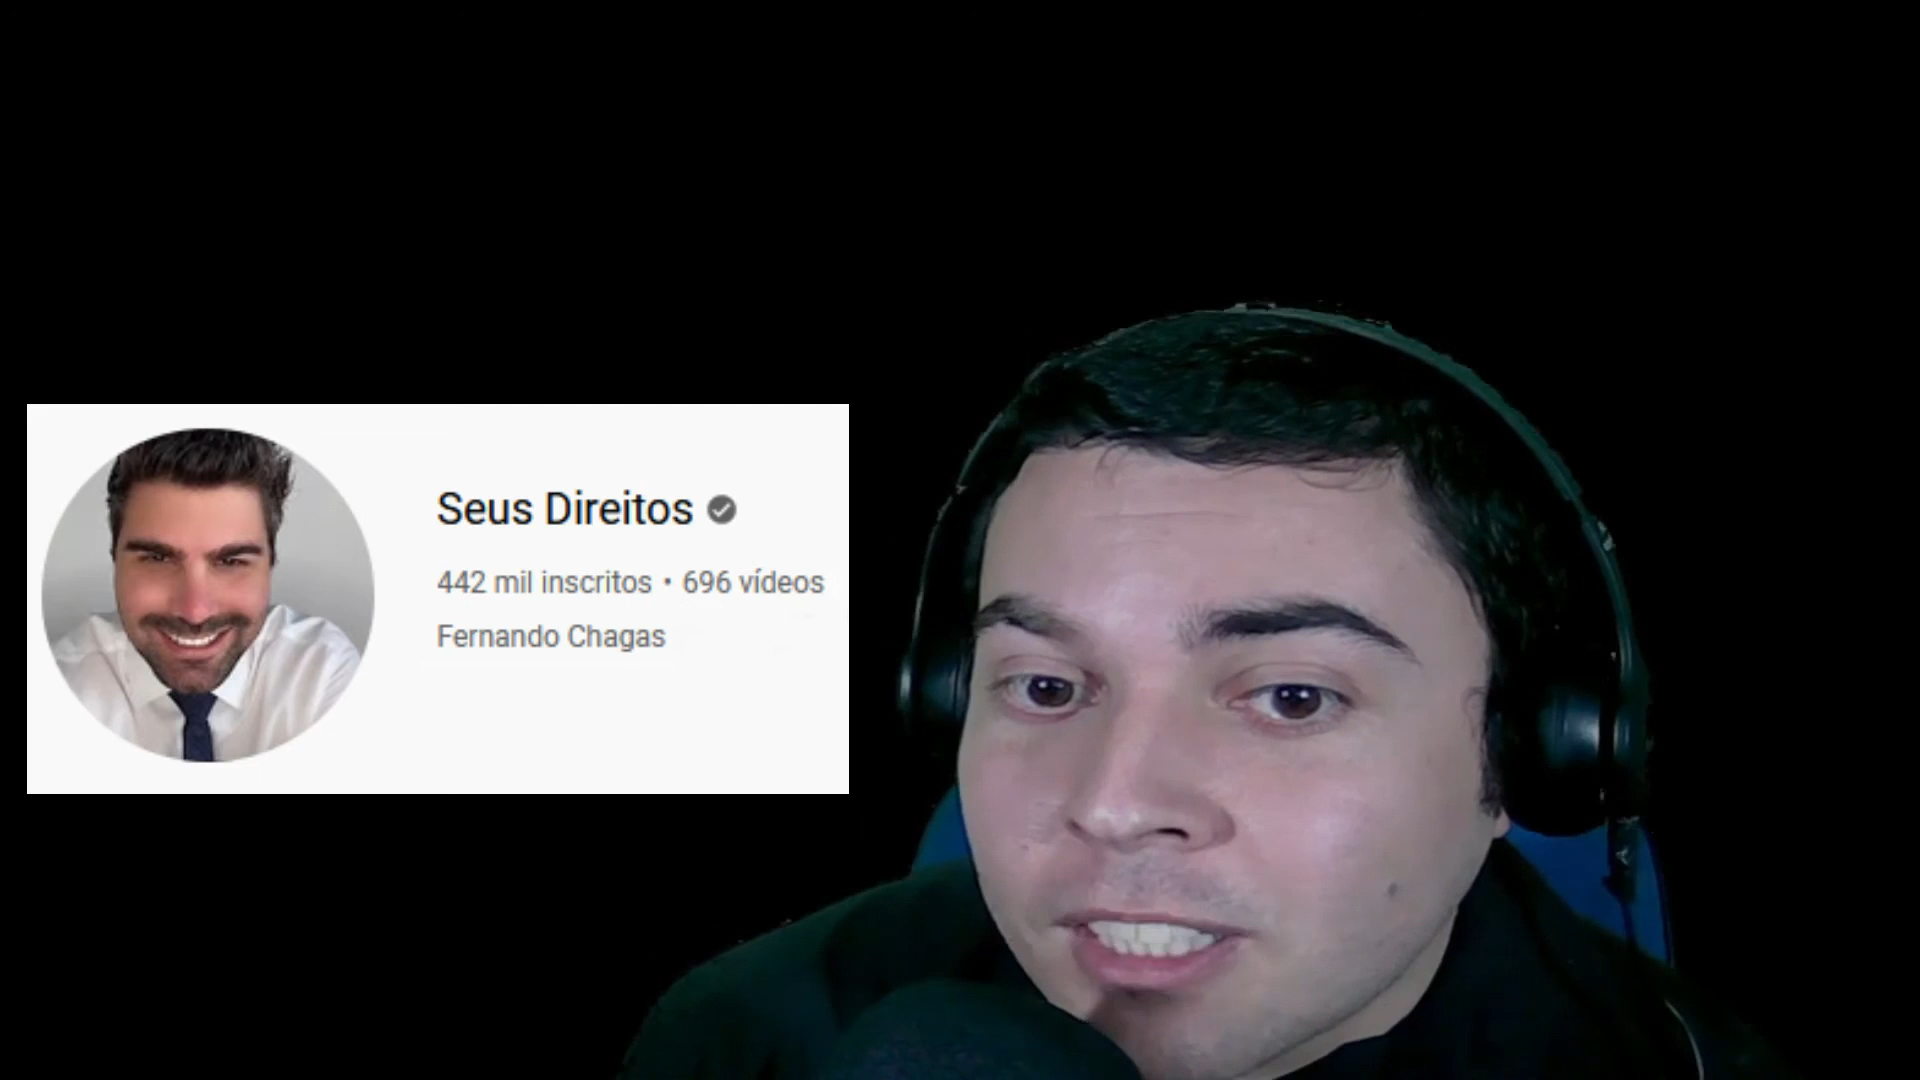 Seus Direitos
442 mil inscritos • 696 vídeos
Fernando Chagas